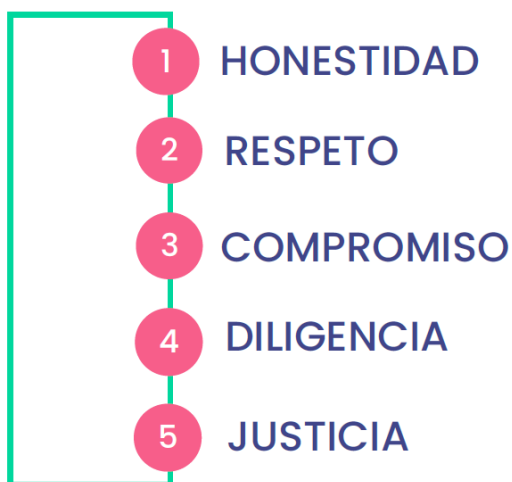 1 HONESTIDAD
2 RESPETO
3 COMPROMISO
4 DILIGENCIA
5 JUSTICIA